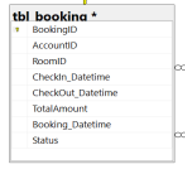 tbl_booking *
BookingID
AccountID
RoomID
CheckIn_Datetime
CheckOut_Datetime
TotalAmount
Booking_Datetime
Status